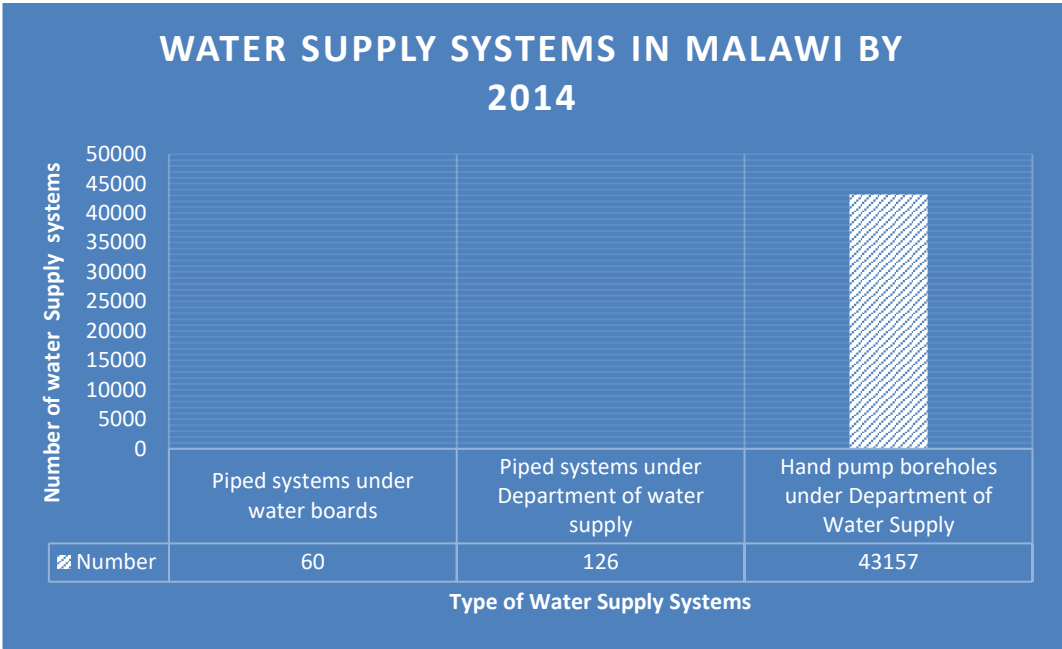 WATER SUPPLY SYSTEMS IN MALAWI BY
2014
Number of water Supply systems
50000
45000
40000
35000
30000
25000
20000
15000
10000
5000
0
Piped systems under
water boards
Piped systems under
Department of water
supply
Hand pump boreholes
under Department of
Water Supply
Number 60 126 43157
Type of Water Supply Systems